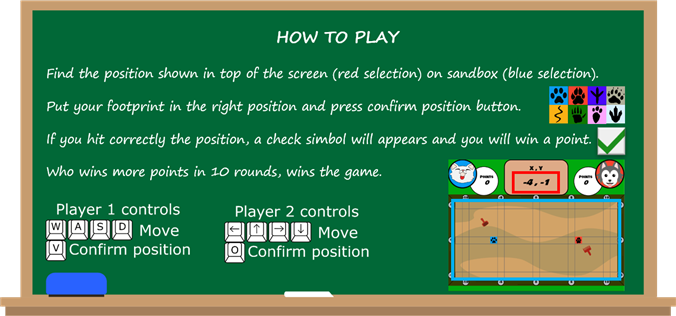 HOW TO PLAY
Find the position shown in top of the screen (red selection) on sandbox (blue selection).
Put your footprint in the right position and press confirm position button.
If you hit correctly the position, a check simbol will appears and you will win a point.
Who wins more points in 10 rounds, wins the game.
POINTS
0
X, Y
-4, -1
POINTS
0
Player 1 controls
W A S D Move
V Confirm position
Player 2 controls
← ↑ → ↓ Move
O Confirm position